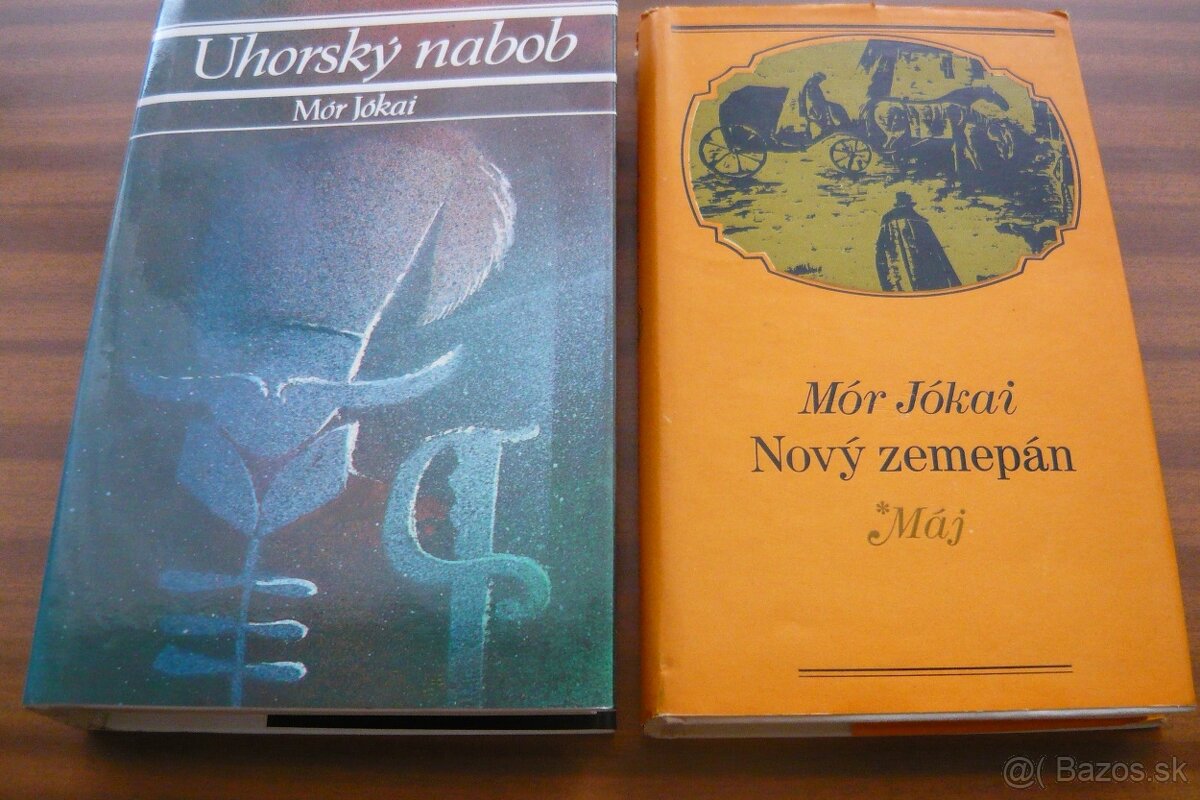 Uhorský nabob
Mór Jókai
Mór Jókai
Nový zemepán
*Máj
@( Bazos.sk